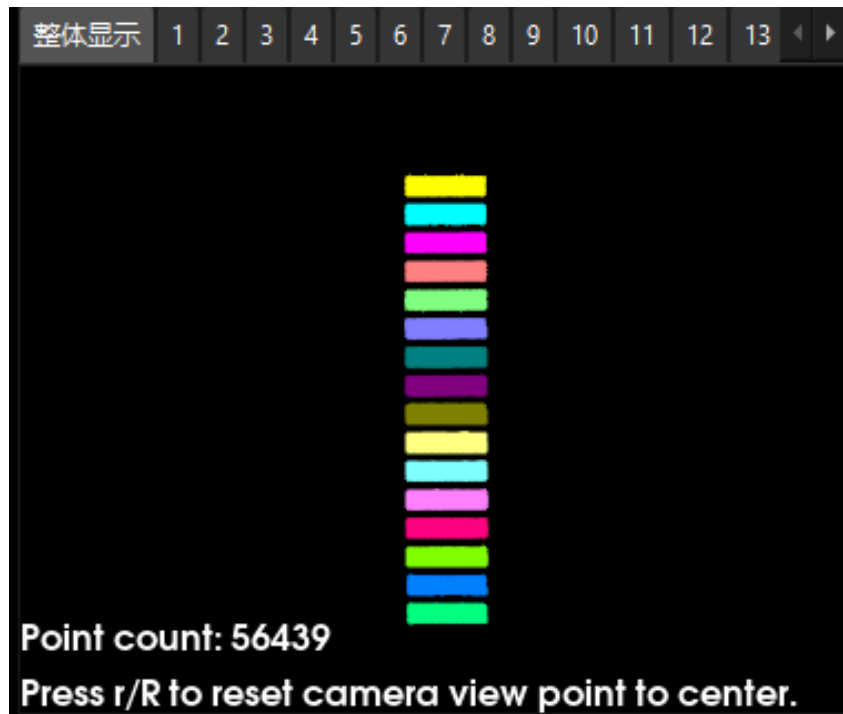 整体显示 1 2 3 4 5 6 7 8 9 10 11 12 13
Point count: 56439
Press r/R to reset camera view point to center.